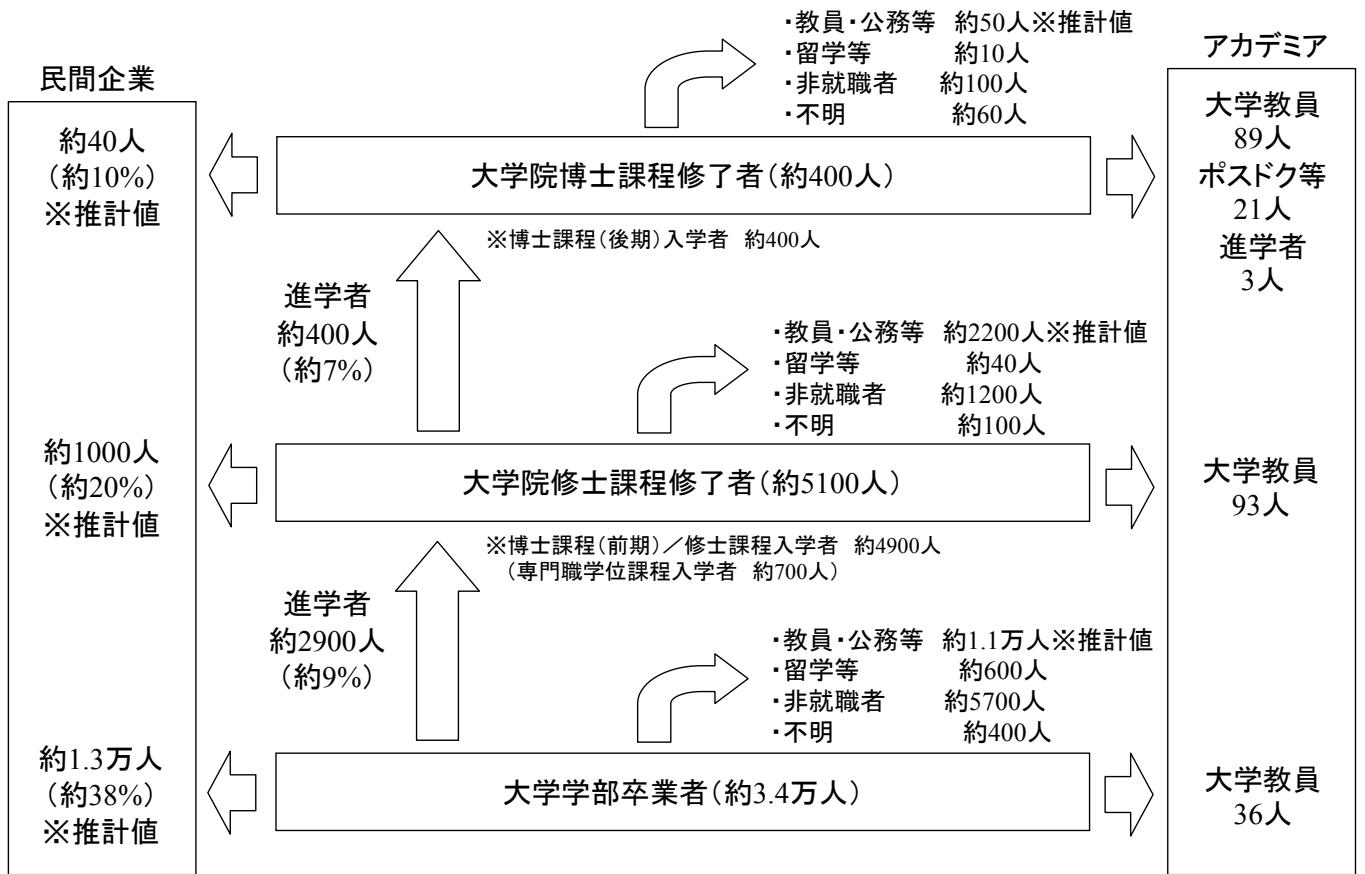 民間企業
約40人
（約10%）
※推計値
約1000人
（約20%）
※推計値
約1.3万人
（約38%）
※推計値
・教員・公務等　約50人※推計値
・留学等　約10人
・非就職者　約100人
・不明　約60人
大学院博士課程修了者（約400人）
※博士課程（後期）入学者　約400人
進学者
約400人
（約7%）
・教員・公務等　約2200人※推計値
・留学等　約40人
・非就職者　約1200人
・不明　約100人
大学院修士課程修了者（約5100人）
※博士課程（前期）／修士課程入学者　約4900人
（専門職学位課程入学者　約700人）
進学者
約2900人
（約9%）
・教員・公務等　約1.1万人※推計値
・留学等　約600人
・非就職者　約5700人
・不明　約400人
大学学部卒業者（約3.4万人）
アカデミア
大学教員
89人
ポスドク等
21人
進学者
3人
大学教員
93人
大学教員
36人